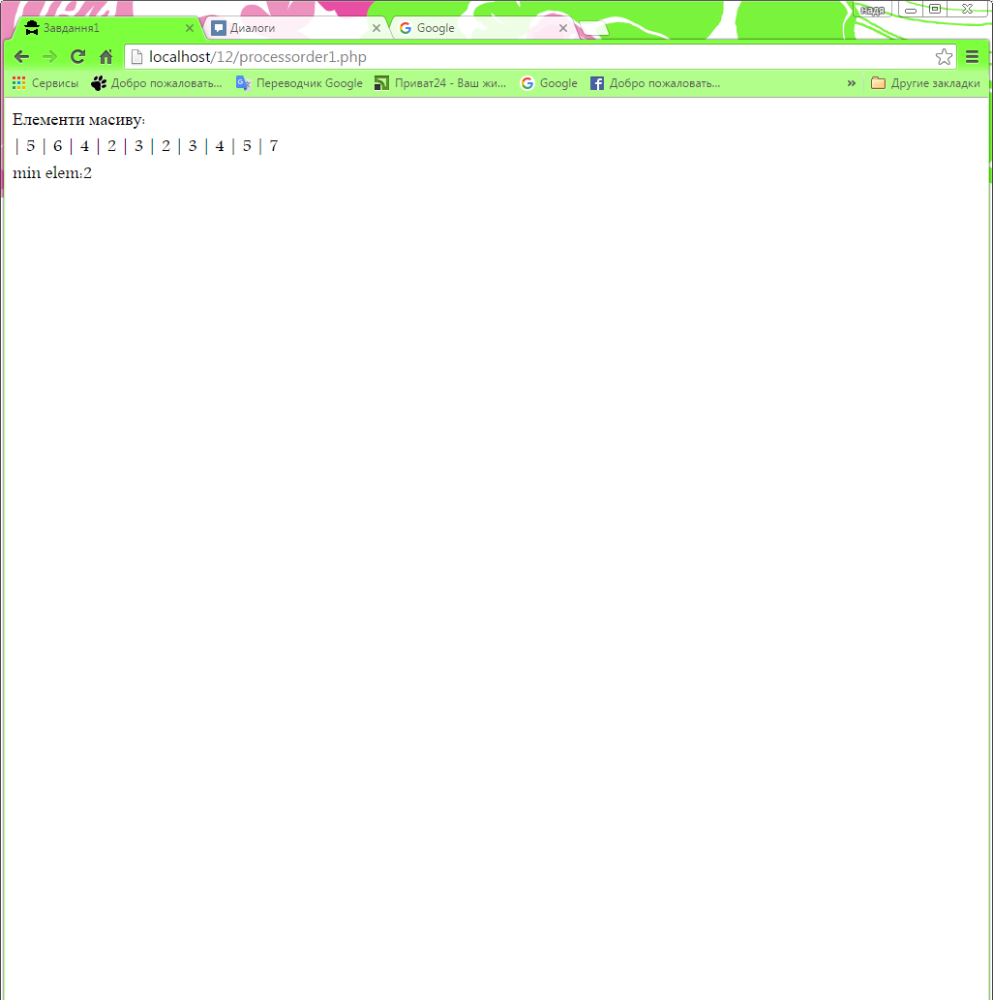 надя
Завдання1 Диалоги Google
localhost/12/processorder1.php
Сервисы Добро пожаловать... Переводчик Google Приват24 - Ваш жи... Google Добро пожаловать... » Другие закладки
Елементи масиву:
| 5 | 6 | 4 | 2 | 3 | 2 | 3 | 4 | 5 | 7
min elem:2